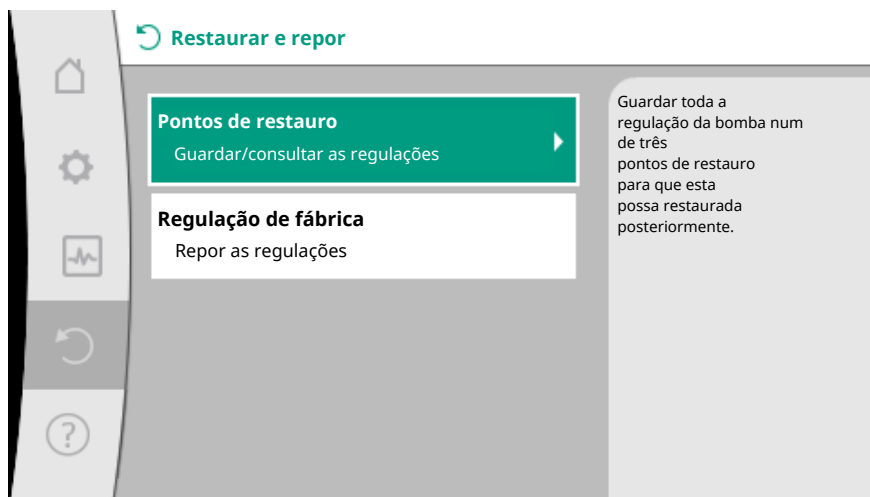 Restaurar e repor
Pontos de restauro
Guardar/consultar as regulações
Regulação de fábrica
Repor as regulações
Guardar toda a
regulação da bomba num
de três
pontos de restauro
para que esta
possa restaurada
posteriormente.
?